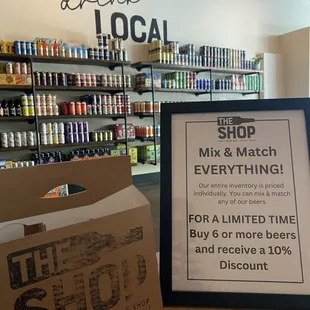 drink
LOCAL
THE
SHOP
Mix & Match
EVERYTHING!
Our entire inventory is priced
individually. You can mix & match
any of our beers.
FOR A LIMITED TIME
Buy 6 or more beers
and receive a 10%
Discount
THE
SHOP